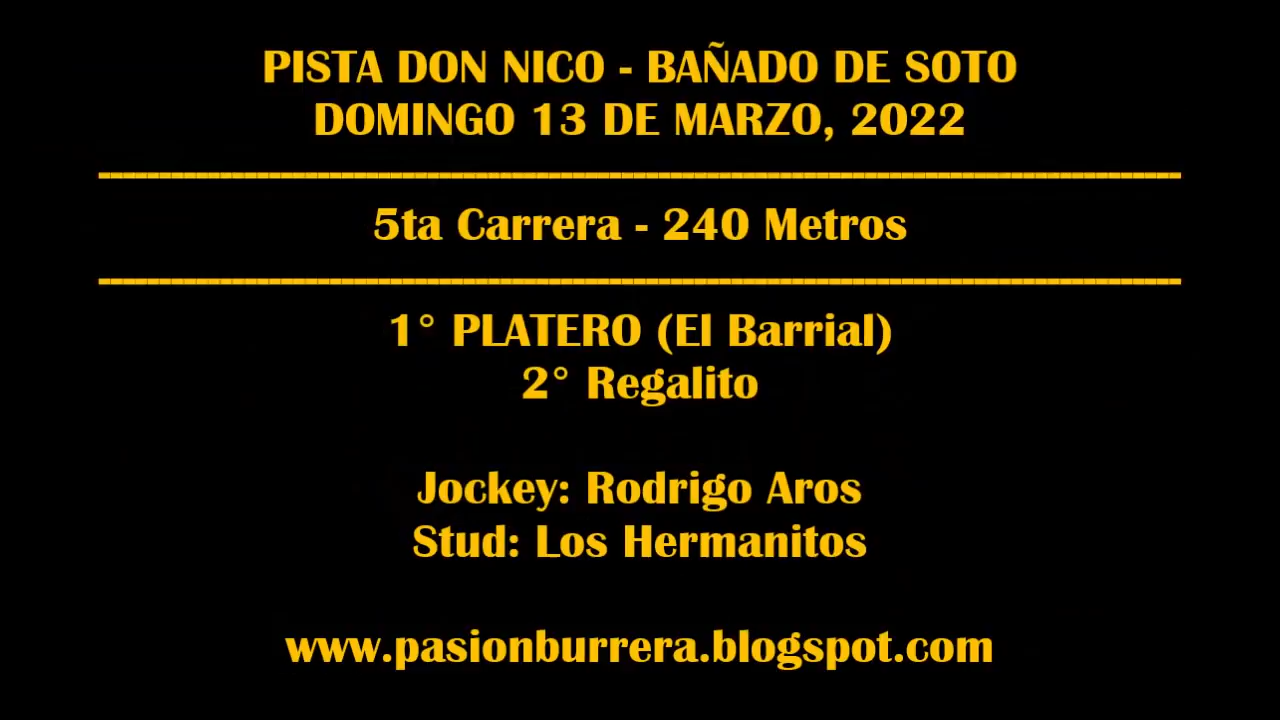 PISTA DON NICO - BAÑADO DE SOTO
DOMINGO 13 DE MARZO, 2022
5ta Carrera - 240 Metros
1° PLATERO (El Barrial)
2° Regalito
Jockey: Rodrigo Aros
Stud: Los Hermanitos
www.pasionburrera.blogspot.com